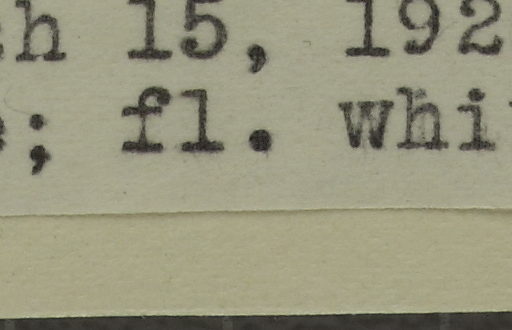 h 15, 192
; fl. whi